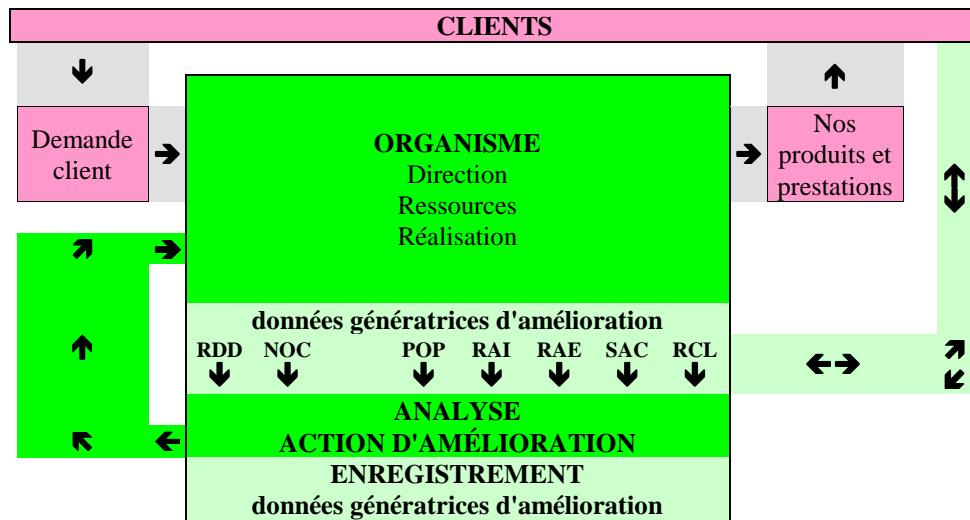 CLIENTS
Demande
client
ORGANISME
Direction
Ressources
Réalisation
Nos
produits et
prestations
données génératrices d'amélioration
RDD NOC POP RAI RAE SAC RCL
ANALYSE
ACTION D'AMÉLIORATION
ENREGISTREMENT
données génératrices d'amélioration